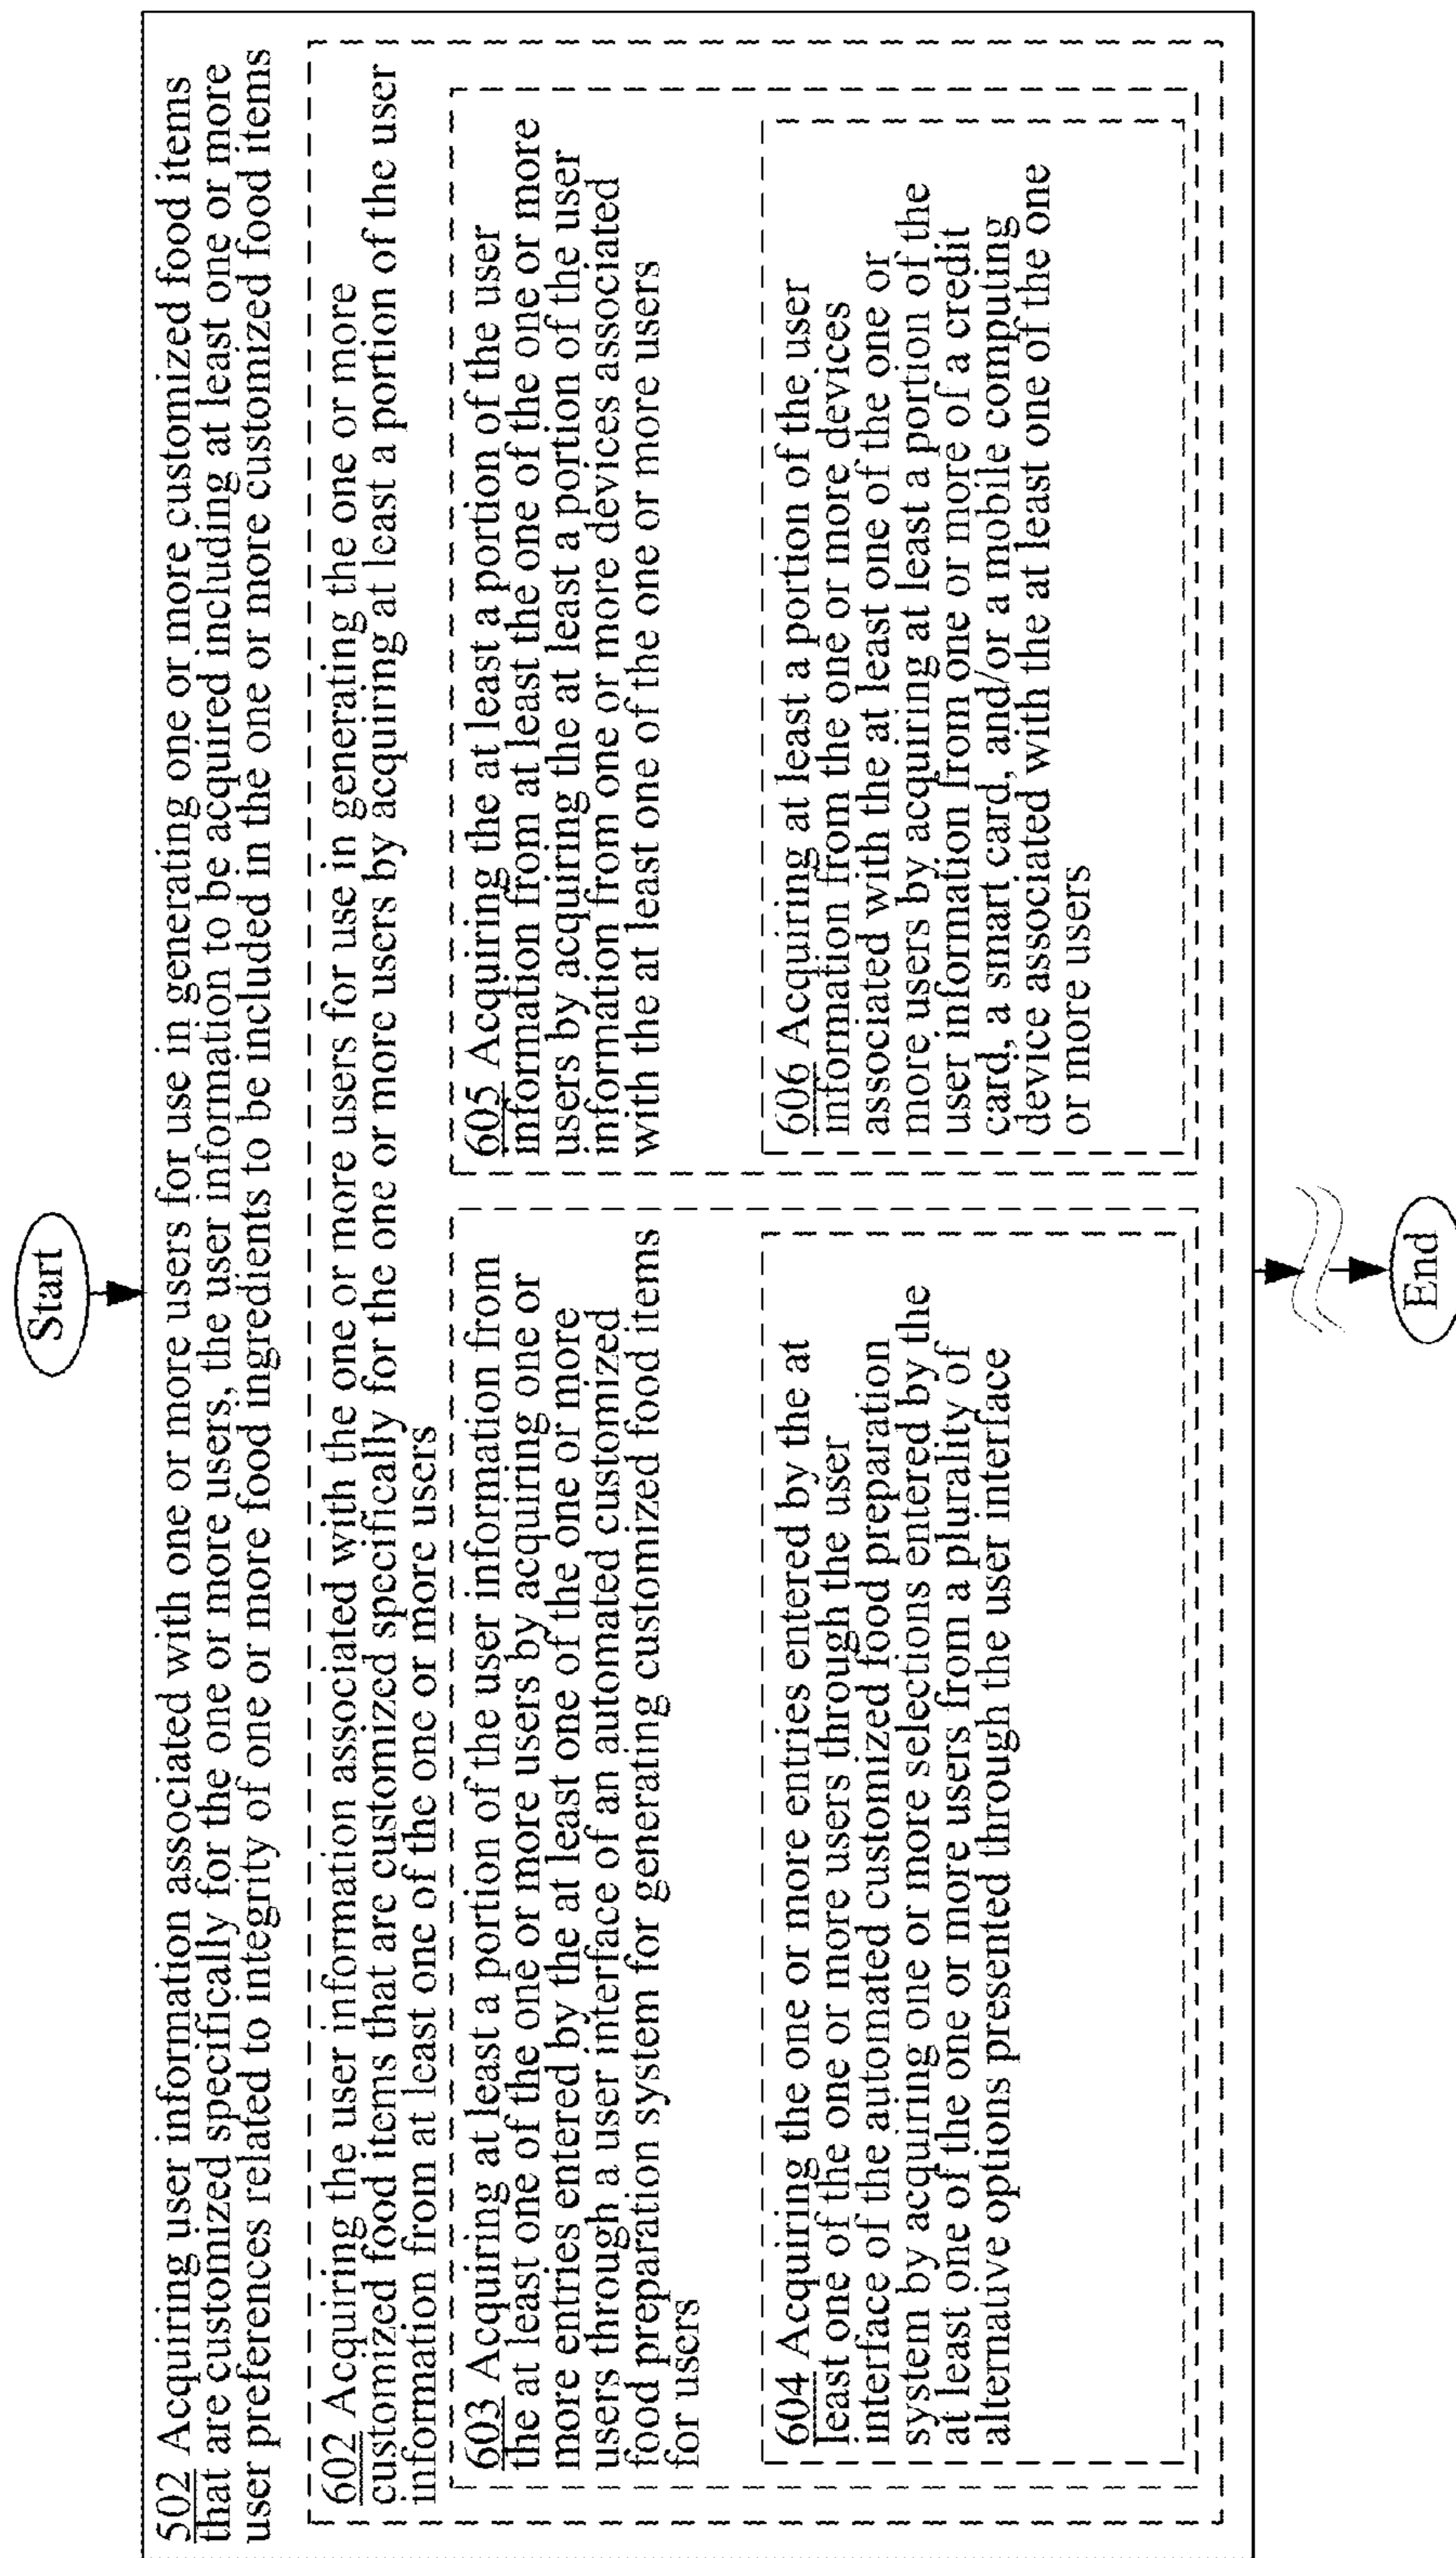 Start
502 Acquiring user information associated with one or more users for use in generating one or more customized food items
that are customized specifically for the one or more users, the user information to be acquired including at least one or more
user preferences related to integrity of one or more food ingredients to be included in the one or more customized food items
602 Acquiring the user information associated with the one or more users for use in generating the one or more
customized food items that are customized specifically for the one or more users by acquiring at least a portion of the user
information from at least one of the one or more users
603 Acquiring at least a portion of the user information from
the at least one of the one or more users by acquiring one or
more entries entered by the at least one of the one or more
users through a user interface of an automated customized
food preparation system for generating customized food items
for users
604 Acquiring the one or more entries entered by the at
least one of the one or more users through the user
interface of the automated customized food preparation
system by acquiring one or more selections entered by the
at least one of the one or more users from a plurality of
alternative options presented through the user interface
605 Acquiring the at least a portion of the user
information from at least the one of the one or more
users by acquiring the at least a portion of the user
information from one or more devices associated
with the at least one of the one or more users
606 Acquiring at least a portion of the user
information from the one or more devices
associated with the at least one of the one or
more users by acquiring at least a portion of the
user information from one or more of a credit
card, a smart card, and/or a mobile computing
device associated with the at least one of the one
or more users
End